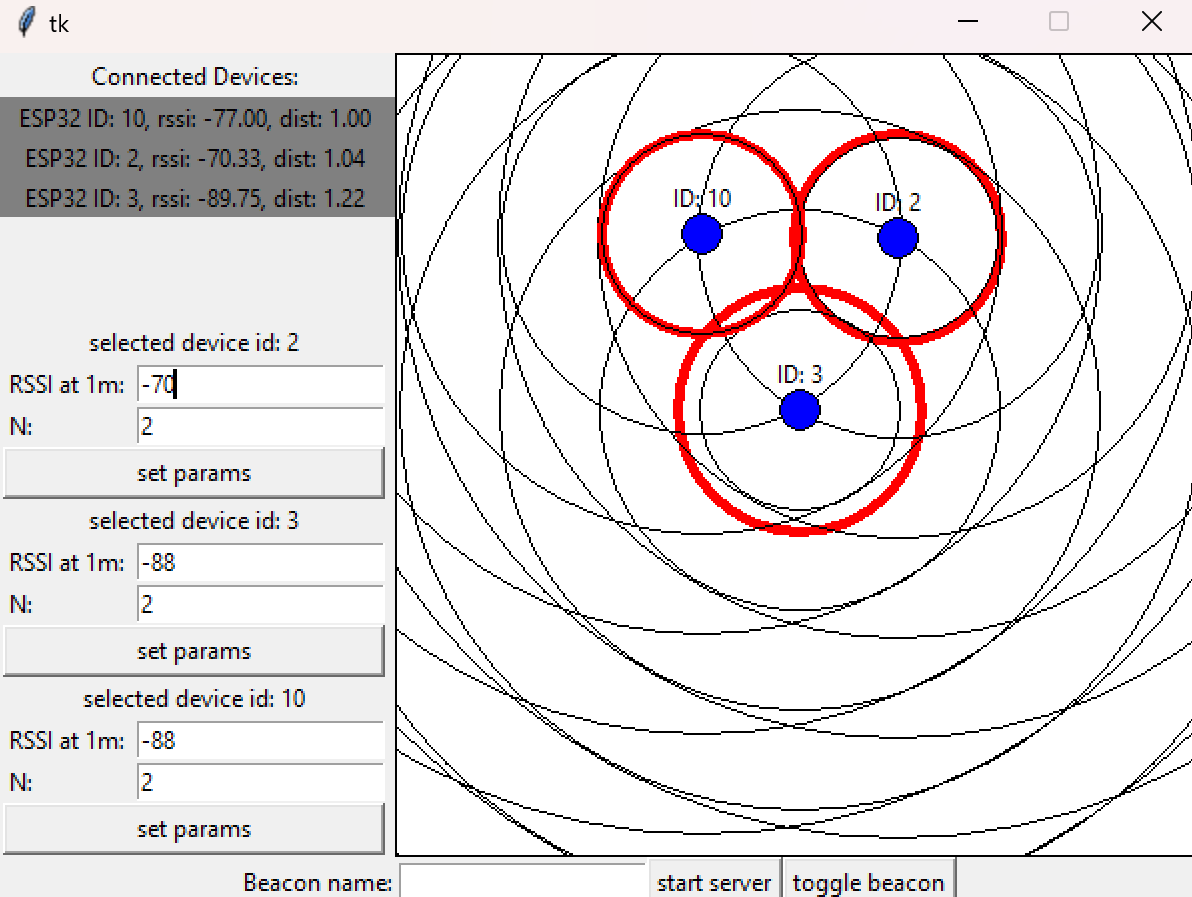 tk
Connected Devices:
ESP32 ID: 10, rssi: -77.00, dist: 1.00
ESP32 ID: 2, rssi: -70.33, dist: 1.04
ESP32 ID: 3, rssi: -89.75, dist: 1.22
selected device id: 2
RSSI at 1m: -70
N: 2
set params
selected device id: 3
RSSI at 1m: -88
N: 2
set params
selected device id: 10
RSSI at 1m: -88
N: 2
set params
ID: 10
ID: 2
ID: 3
Beacon name:
start server
toggle beacon